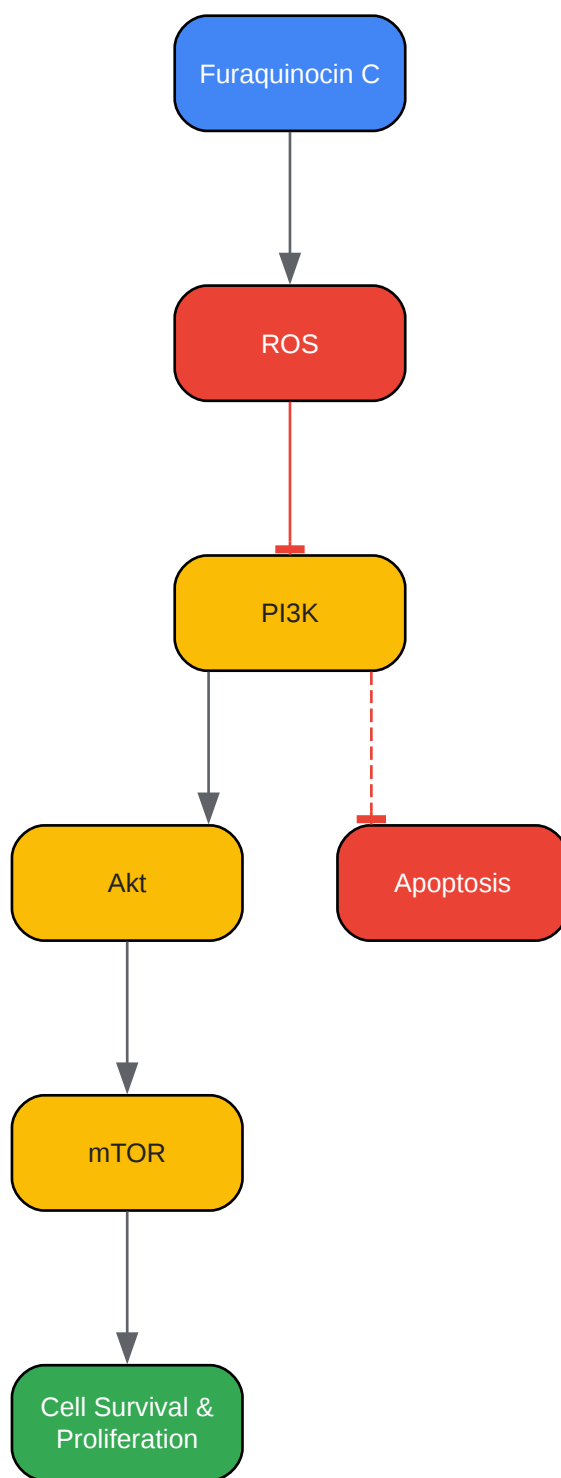 Furaquinocin C
ROS
PI3K
Akt
Apoptosis
mTOR
Cell Survival &
Proliferation